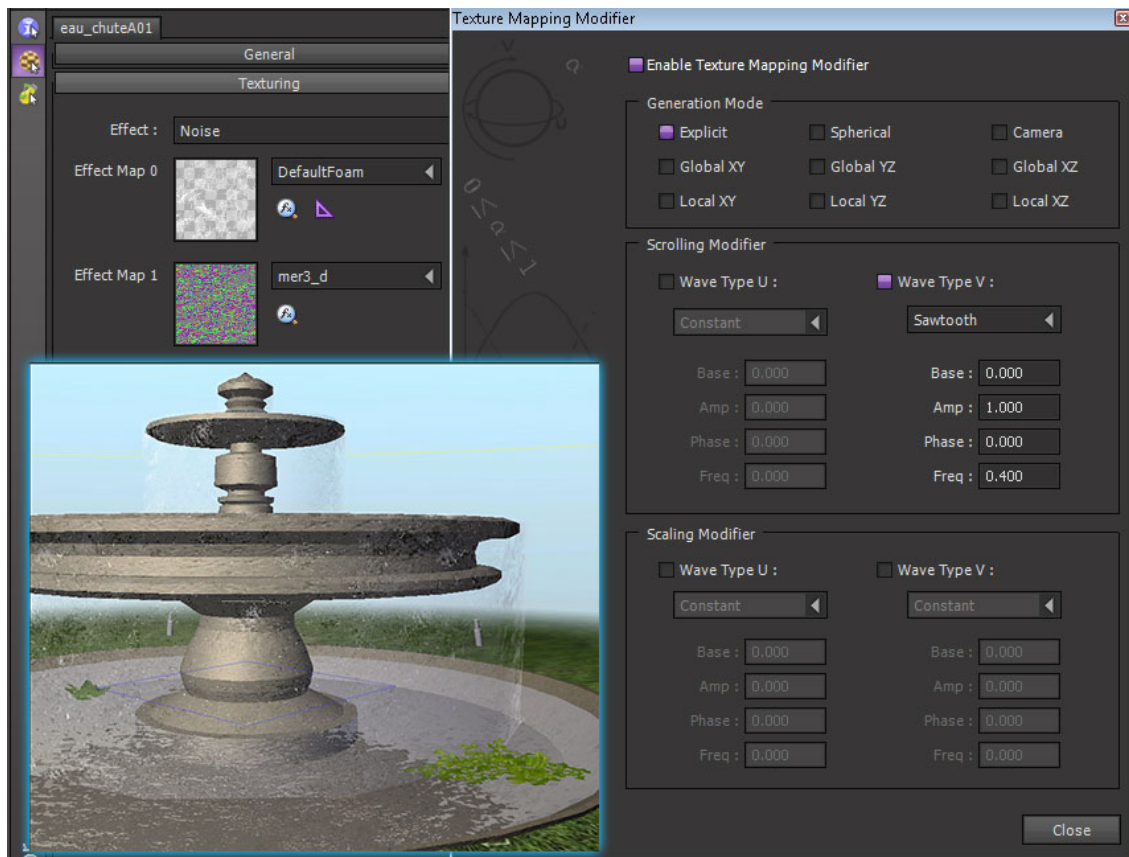 eau_chuteA01
General
Texturing
Effect :
Noise
Effect Map 0
DefaultFoam
Effect Map 1
mer3_d
Texture Mapping Modifier
Enable Texture Mapping Modifier
Generation Mode
Explicit Spherical Camera
Global XY Global YZ Global XZ
Local XY Local YZ Local XZ
Scrolling Modifier
Wave Type U : Wave Type V :
Constant Sawtooth
Base : 0.000 Base : 0.000
Amp : 0.000 Amp : 1.000
Phase : 0.000 Phase : 0.000
Freq : 0.000 Freq : 0.400
Scaling Modifier
Wave Type U : Wave Type V :
Constant Constant
Base : 0.000 Base : 0.000
Amp : 0.000 Amp : 0.000
Phase : 0.000 Phase : 0.000
Freq : 0.000 Freq : 0.000
Close